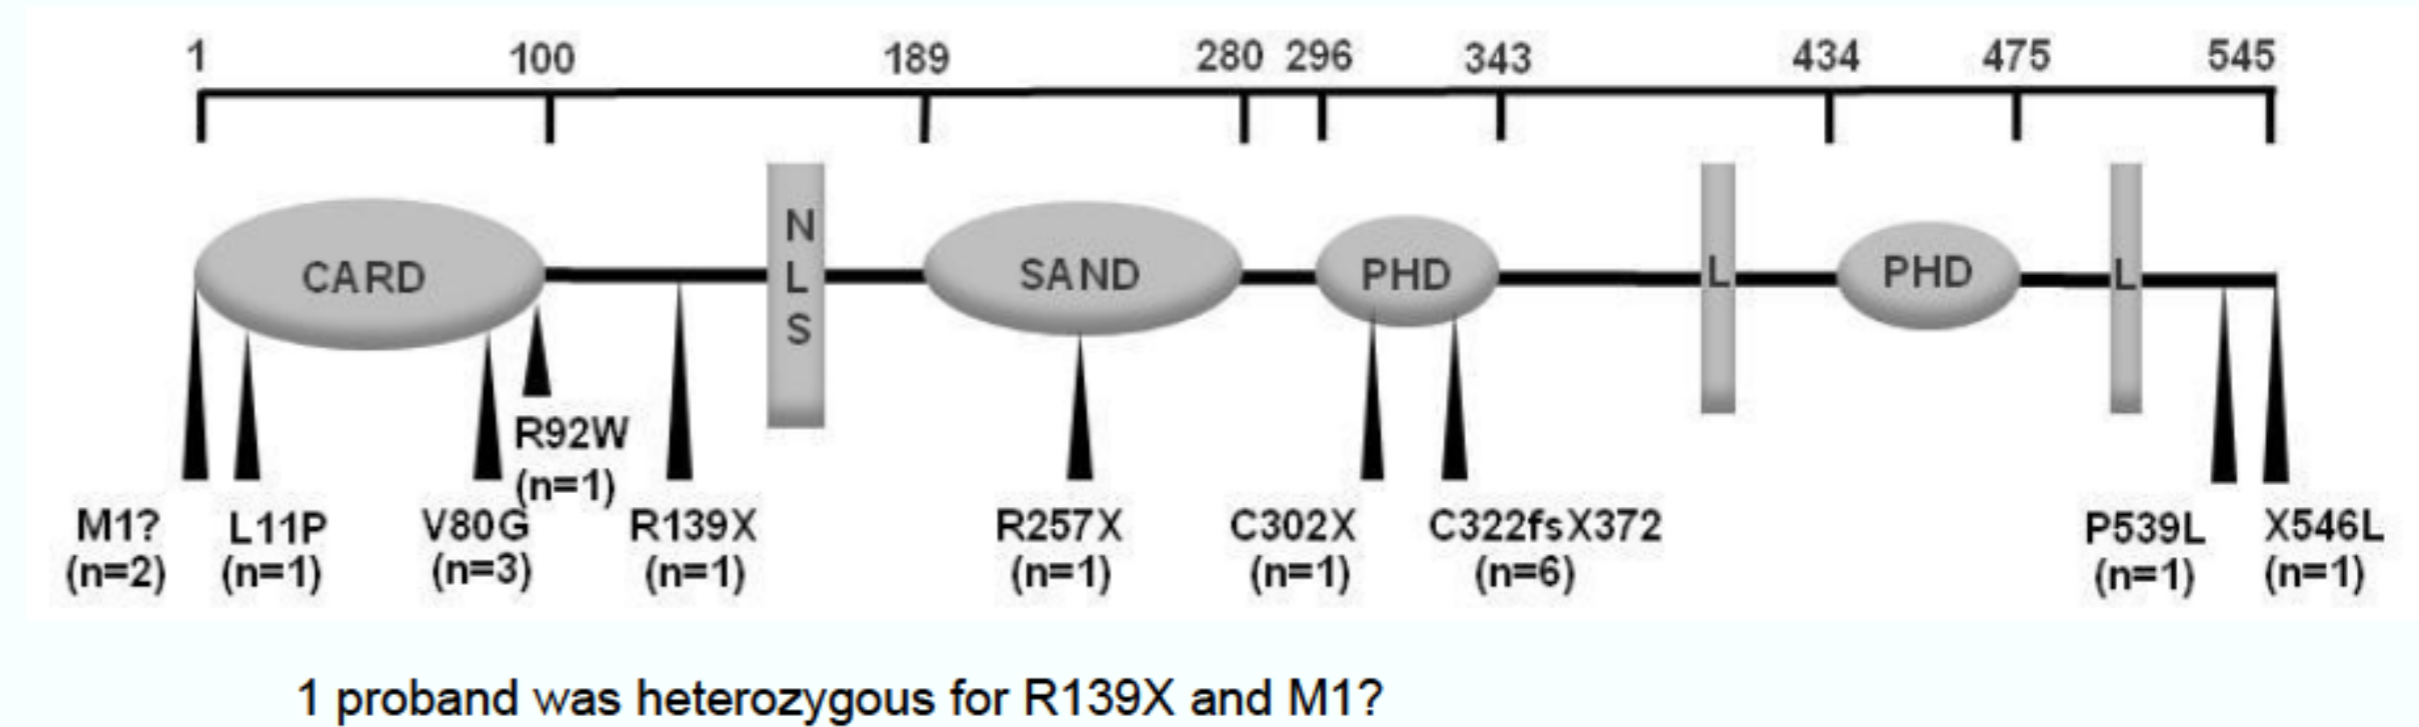 1 100 189 280 296 343 434 475 545
N
L
S
CARD SAND PHD L PHD L
R92W
(n=1)
M1? L11P V80G R139X R257X C302X C322fsX372 P539L X546L
(n=2) (n=1) (n=3) (n=1) (n=1) (n=1) (n=6) (n=1) (n=1)
1 proband was heterozygous for R139X and M1?